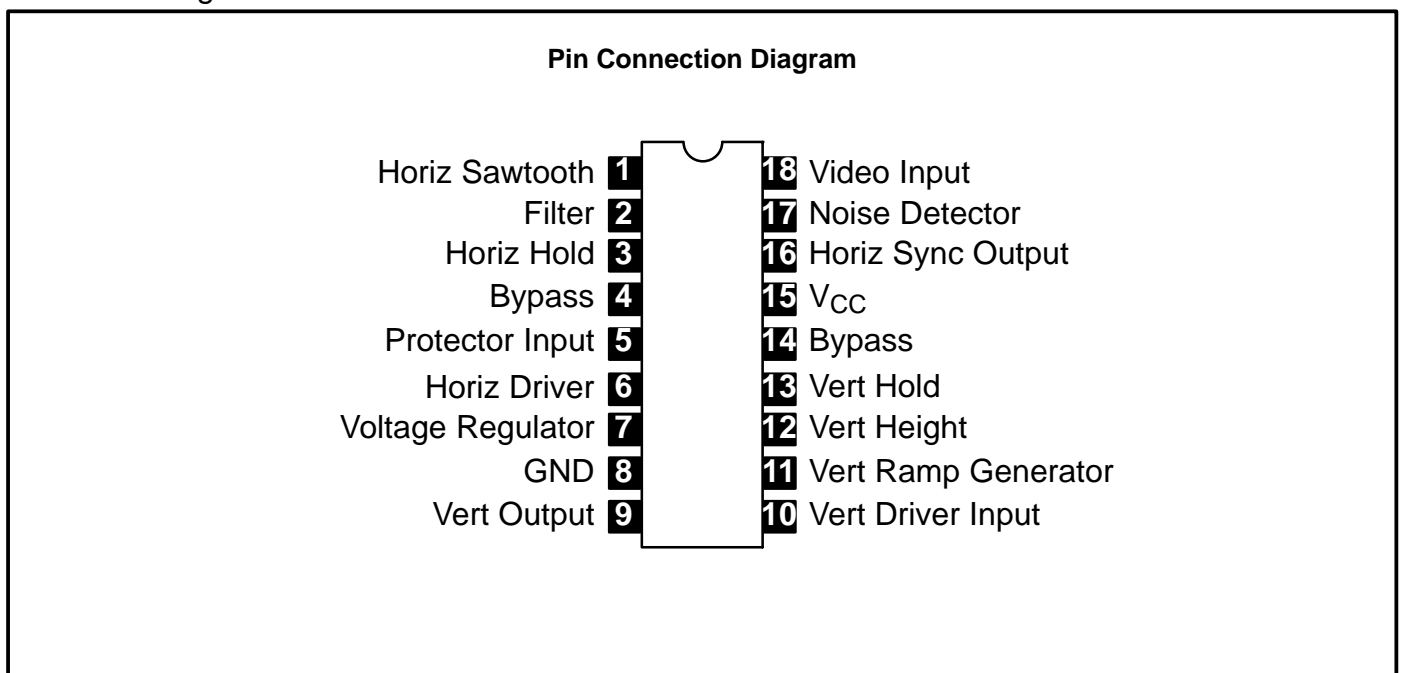 Pin Connection Diagram
Horiz Sawtooth 1 18 Video Input
Filter 2 17 Noise Detector
Horiz Hold 3 16 Horiz Sync Output
Bypass 4 15 VCC
Protector Input 5 14 Bypass
Horiz Driver 6 13 Vert Hold
Voltage Regulator 7 12 Vert Height
GND 8 11 Vert Ramp Generator
Vert Output 9 10 Vert Driver Input